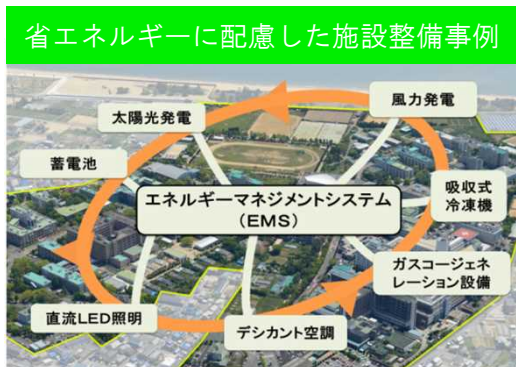 省エネルギーに配慮した施設整備事例
風力発電
太陽光発電
蓄電池
吸収式
冷凍機
エネルギーマネジメントシステム
(EMS)
ガスコージェネ
レーション設備
直流LED照明
デシカント空調